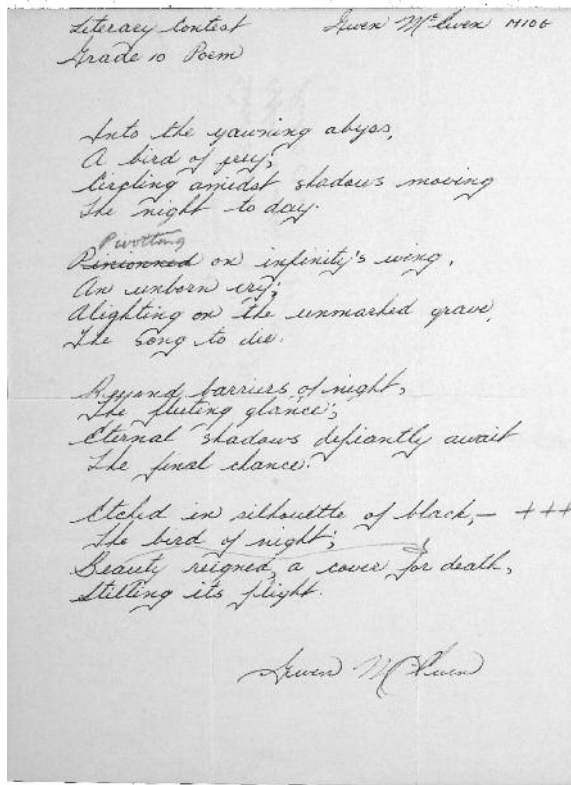 Literary Contest Gwen McEwen M10G
Grade 10 Poem
Into the yawning abyss,
A bird of prey;
Circling amidst shadows moving
The night to day.
Pivotting
Pinionned on infinity's wing,
An unborn cry;
Alighting on the unmarked grave,
The song to die.
Beyond barriers of night,
The fleeting glance;
Eternal shadows defiantly await
The final chance.
Etched in silhouette of black,— +++
The bird of night;
Beauty reigned, a cover for death,
Stilling its flight.
Gwen McEwen